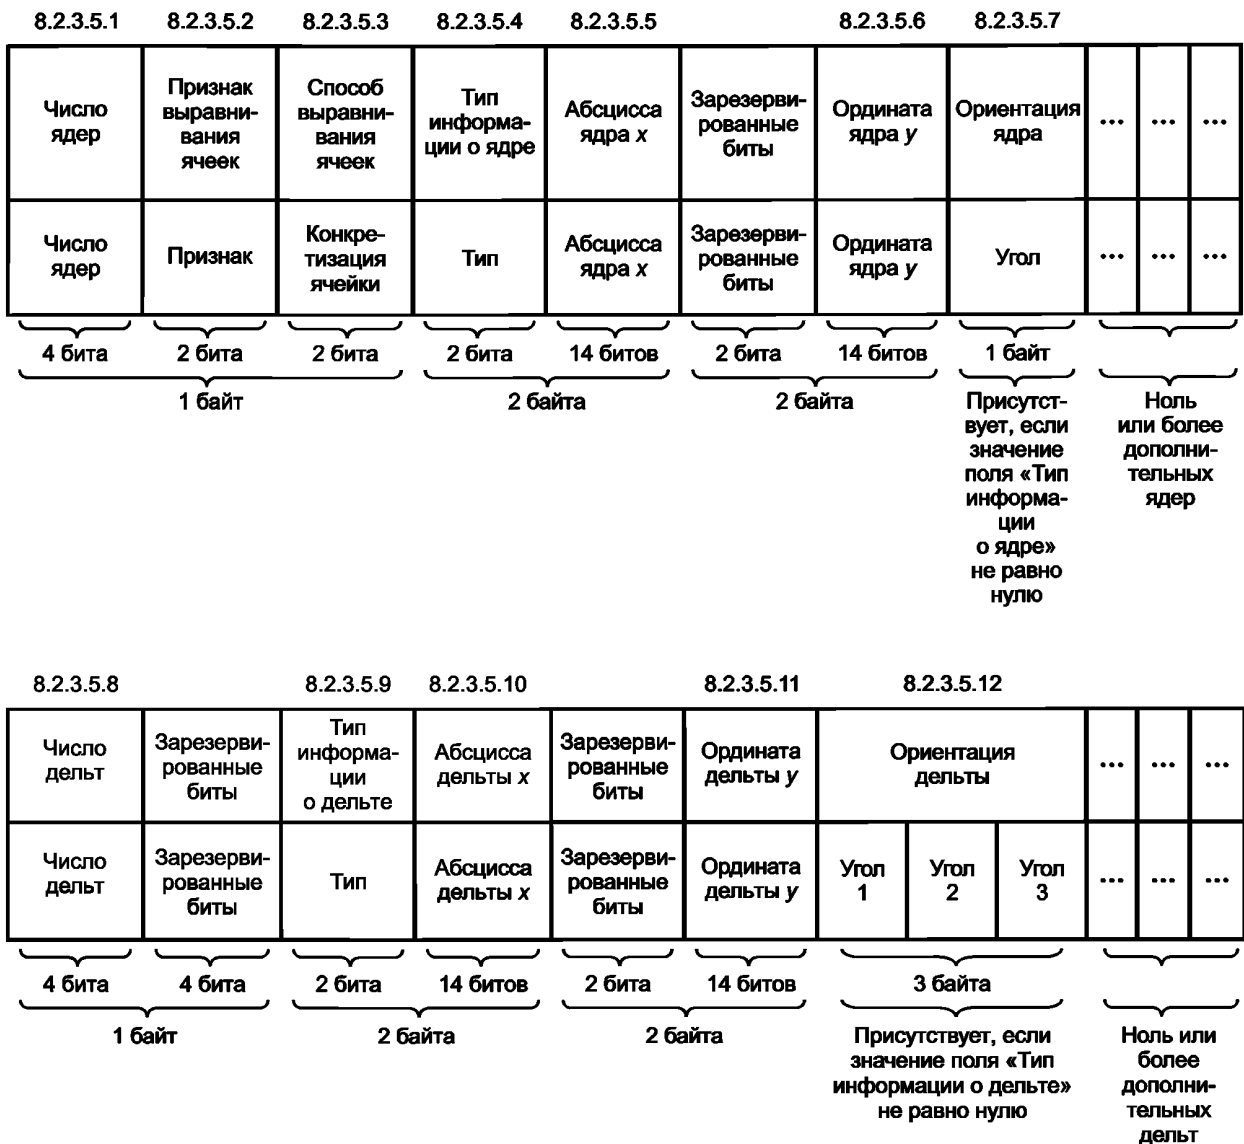 8.2.3.5.1 8.2.3.5.2 8.2.3.5.3 8.2.3.5.4 8.2.3.5.5 8.2.3.5.6 8.2.3.5.7
Число
ядер
Признак
выравни-
вания
ячеек
Способ
выравни-
вания
ячеек
Тип
информа-
ции о ядре
Абсцисса
ядра x
Зарезерви-
рованные
биты
Ордината
ядра y
Ориентация
ядра
... ... ...
Число
ядер
Признак
Конкре-
тизация
ячейки
Тип
Абсцисса
ядра x
Зарезерви-
рованные
биты
Ордината
ядра y
Угол
... ... ...
4 бита 2 бита 2 бита 2 бита 14 битов 2 бита 14 битов 1 байт
1 байт 2 байта 2 байта
Присутст-
вует, если
значение
поля «Тип
информа-
ции
о ядре»
не равно
нулю
Ноль
или более
дополни-
тельных
ядер
8.2.3.5.8 8.2.3.5.9 8.2.3.5.10 8.2.3.5.11 8.2.3.5.12
Число
дельт
Зарезерви-
рованные
биты
Тип
информа-
ции
о дельте
Абсцисса
дельты x
Зарезерви-
рованные
биты
Ордината
дельты y
Ориентация
дельты
... ... ...
Число
дельт
Зарезерви-
рованные
биты
Тип
Абсцисса
дельты x
Зарезерви-
рованные
биты
Ордината
дельты y
Угол
1
Угол
2
Угол
3
... ... ...
4 бита 4 бита 2 бита 14 битов 2 бита 14 битов 3 байта
1 байт 2 байта 2 байта
Присутствует, если
значение поля «Тип
информации о дельте»
не равно нулю
Ноль или
более
дополни-
тельных
дельт